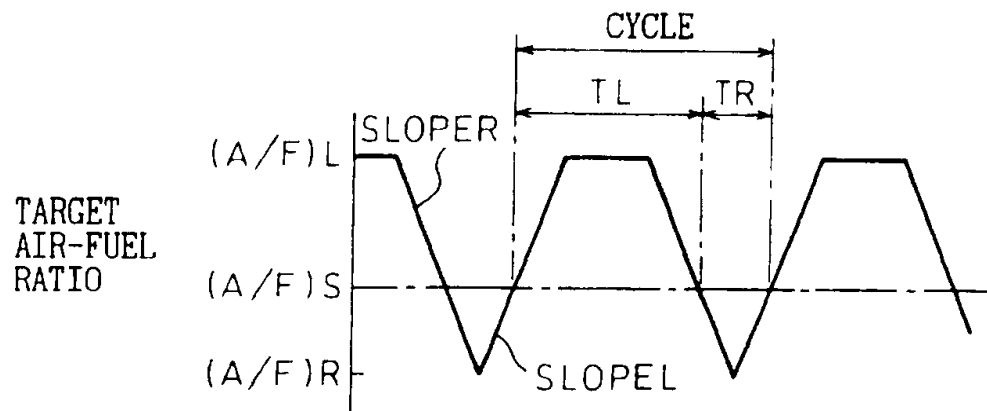 CYCLE
TL
TR
SLOPER
(A/F)L
TARGET
AIR-FUEL
RATIO
(A/F)S
(A/F)R
SLOPEL